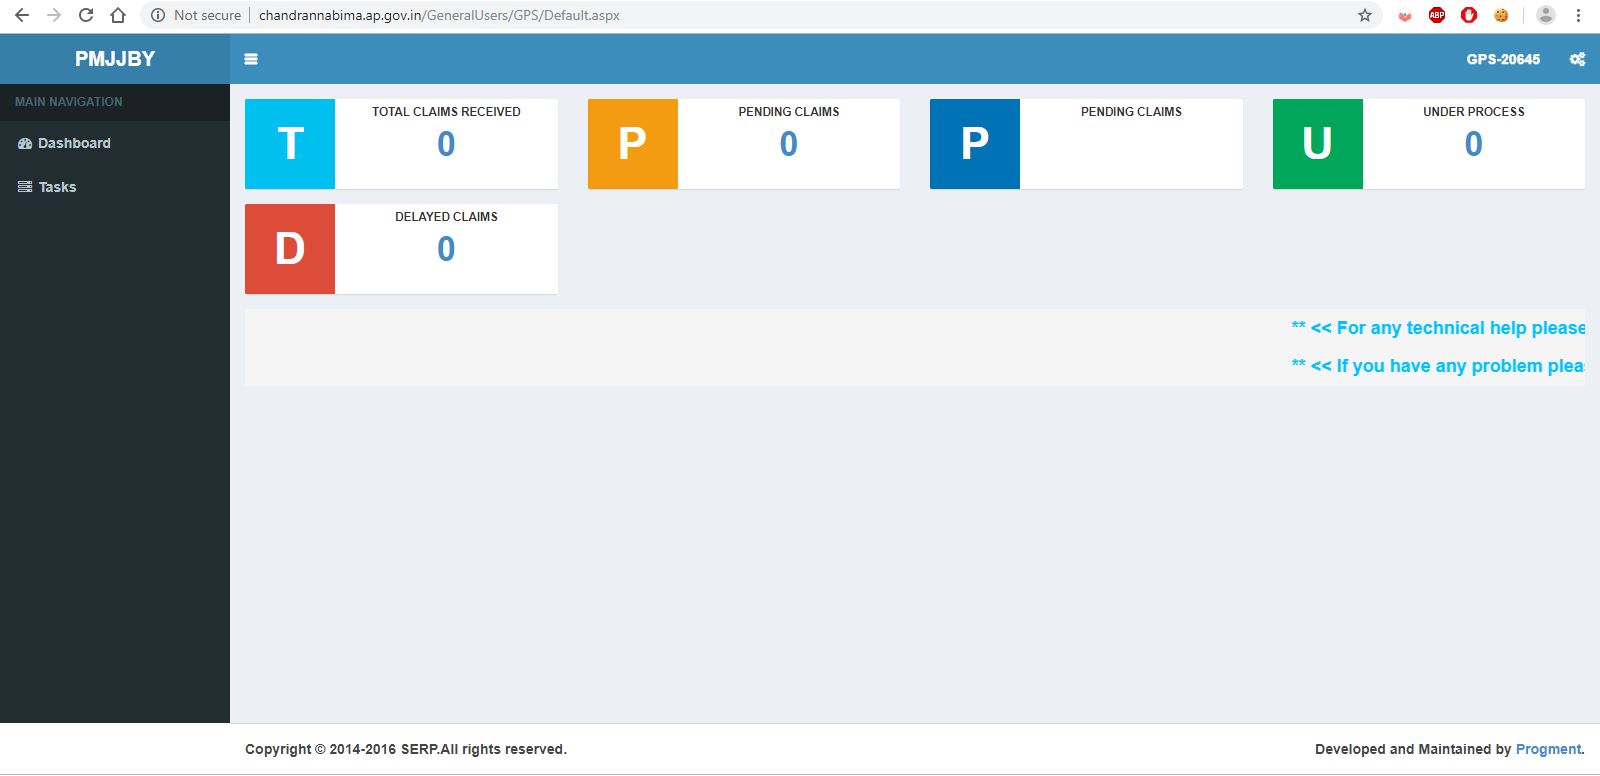 Not secure | chandrannabima.ap.gov.in/GeneralUsers/GPS/Default.aspx
ABP
PMJJBY
GPS-20645
MAIN NAVIGATION
Dashboard
Tasks
T
TOTAL CLAIMS RECEIVED
0
P
PENDING CLAIMS
0
P
PENDING CLAIMS
U
UNDER PROCESS
0
D
DELAYED CLAIMS
0
** << For any technical help please
** << If you have any problem plea
Copyright © 2014-2016 SERP.All rights reserved.
Developed and Maintained by Progment.